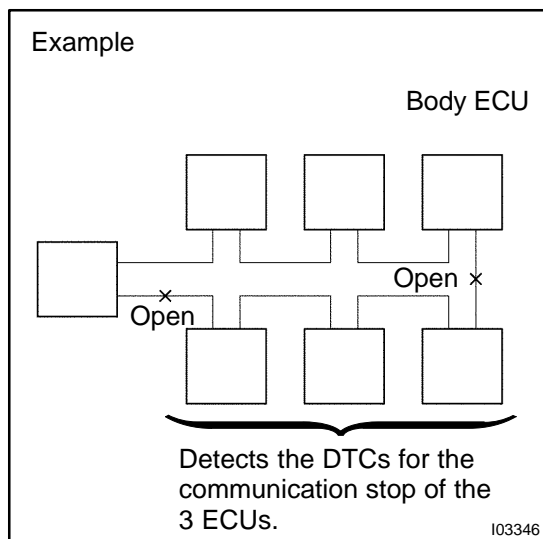 Example
Body ECU
Open
Open
Detects the DTCs for the
communication stop of the
3 ECUs.
I03346